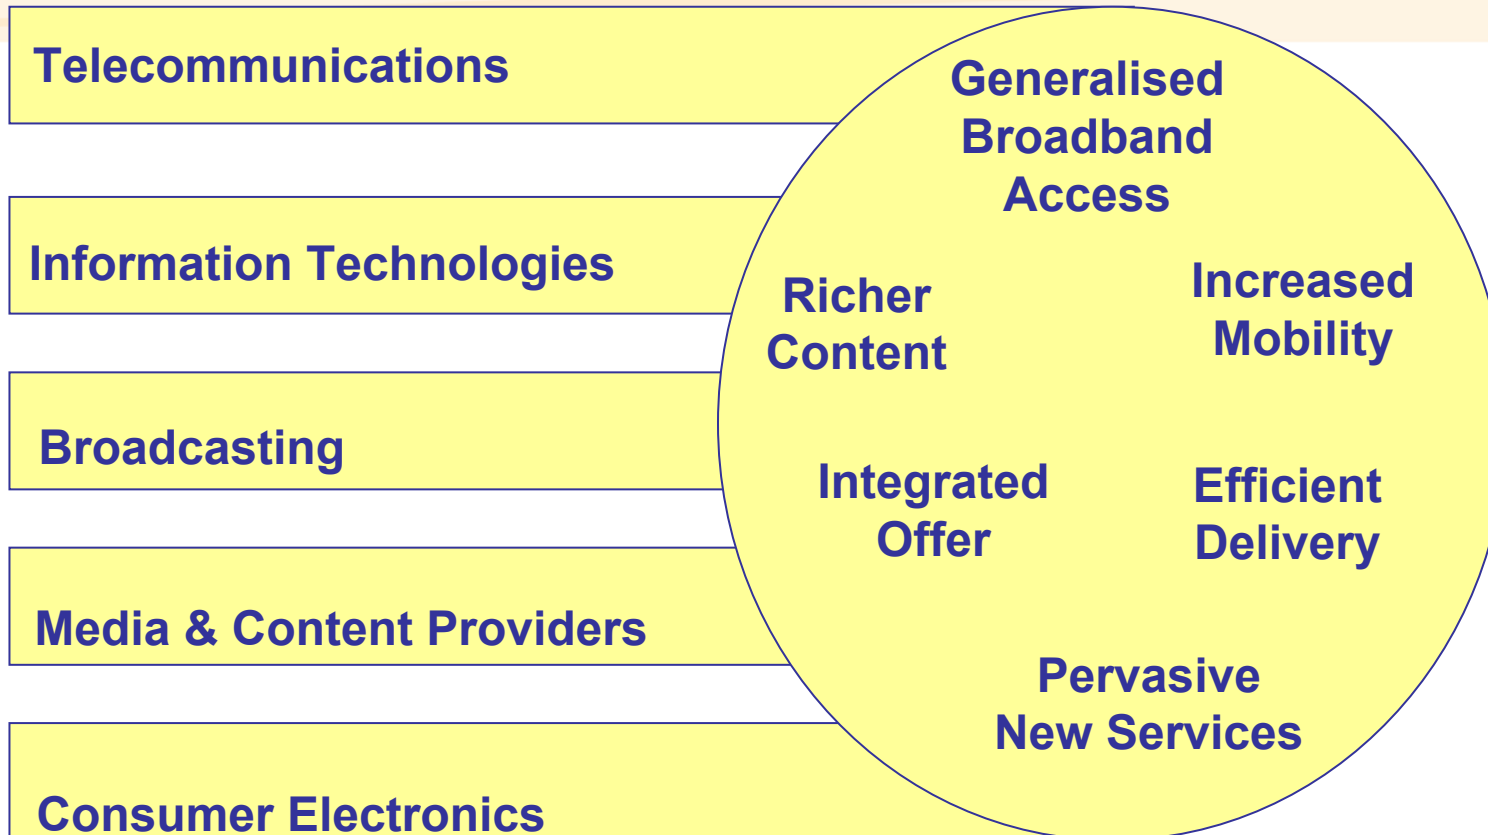 Telecommunications
Information Technologies
Broadcasting
Media & Content Providers
Consumer Electronics
Generalised
Broadband
Access
Richer
Content
Increased
Mobility
Integrated
Offer
Efficient
Delivery
Pervasive
New Services